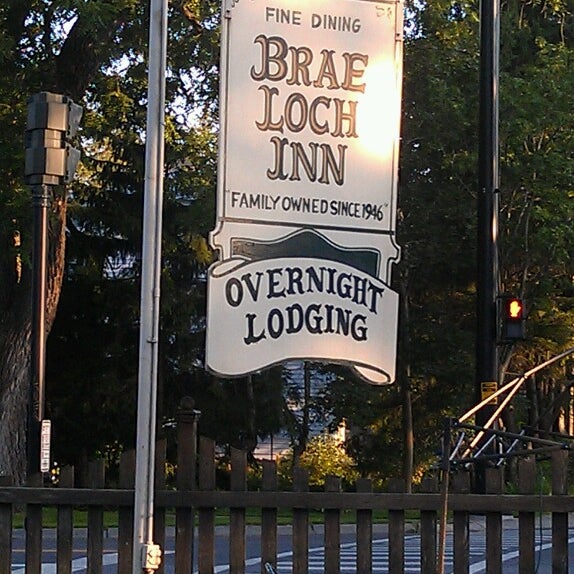 FINE DINING
BRAE
LOCH
INN
"FAMILY OWNED SINCE 1946"
OVERNIGHT
LODGING